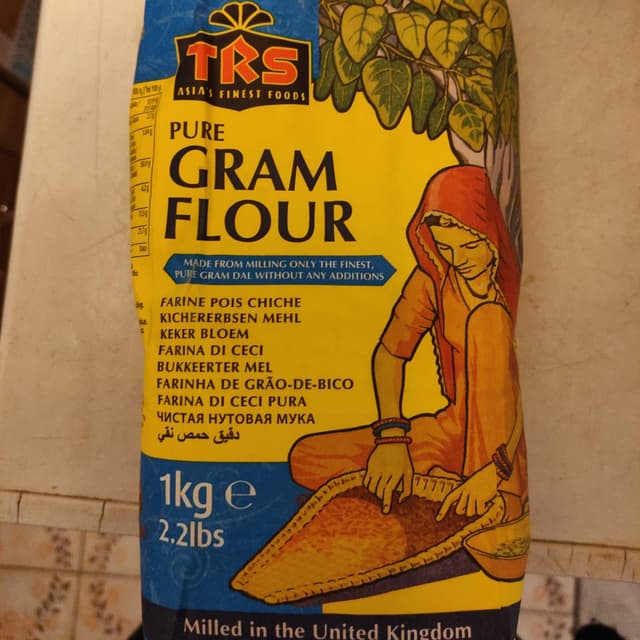 TRS
ASIA'S FINEST FOODS
PURE
GRAM
FLOUR
MADE FROM MILLING ONLY THE FINEST,
PURE GRAM DAL WITHOUT ANY ADDITIONS
FARINE POIS CHICHE
KICHERERBSEN MEHL
KEKER BLOEM
FARINA DI CECI
BUKKEERTER MEL
FARINHA DE GRÃO-DE-BICO
FARINA DI CECI PURA
ЧИСТАЯ НУТОВАЯ МУКА
دقيق حمص نقي
1kg e
2.2lbs
Milled in the United Kingdom